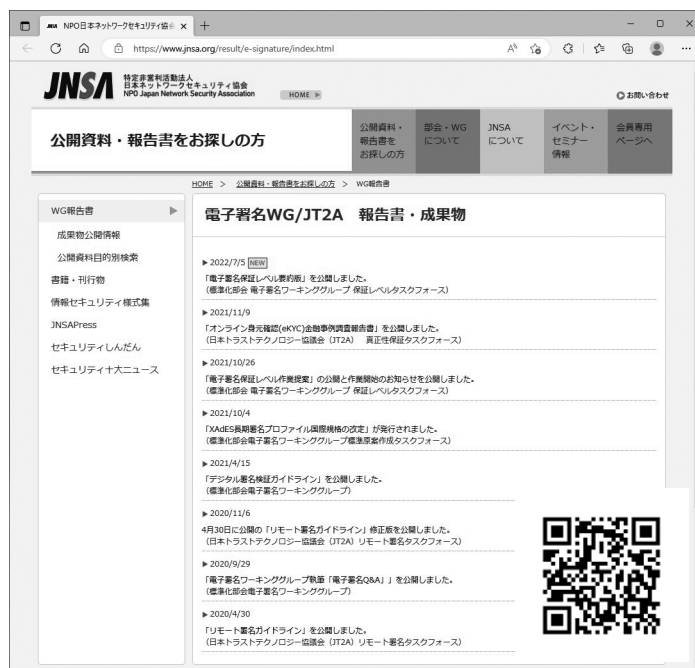 NPO日本ネットワークセキュリティ協会
https://www.jnsa.org/result/e-signature/index.html
JNSA
特定非営利活動法人
日本ネットワークセキュリティ協会
NPO Japan Network Security Association
HOME
お問い合わせ
公開資料・報告書をお探しの方
公開資料・
報告書を
お探しの方
部会・WG
について
JNSA
について
イベント・
セミナー
情報
会員専用
ページへ
HOME > 公開資料・報告書をお探しの方 > WG報告書
WG報告書
成果物公開情報
公開資料目的別検索
書籍・刊行物
情報セキュリティ様式集
JNSAPress
セキュリティしんだん
セキュリティ十大ニュース
電子署名WG/JT2A 報告書・成果物
2022/7/5 NEW
「電子署名保証レベル要約版」を公開しました。
(標準化部会 電子署名ワーキンググループ 保証レベルタスクフォース)
2021/11/9
「オンライン身元確認(eKYC)金融事例調査報告書」を公開しました。
(日本トラストテクノロジー協議会(JT2A) 真正性保証タスクフォース)
2021/10/26
「電子署名保証レベル作業提案」の公開と作業開始のお知らせを公開しました。
(標準化部会 電子署名ワーキンググループ 保証レベルタスクフォース)
2021/10/4
「XAdES長期署名プロファイル国際規格の改定」が発行されました。
(標準化部会電子署名ワーキンググループ標準原案作成タスクフォース)
2021/4/15
「デジタル署名検証ガイドライン」を公開しました。
(標準化部会電子署名ワーキンググループ)
2020/11/6
4月30日に公開の「リモート署名ガイドライン」修正版を公開しました。
(日本トラストテクノロジー協議会(JT2A)リモート署名タスクフォース)
2020/9/29
「電子署名ワーキンググループ執筆「電子署名Q&A」」を公開しました。
(標準化部会電子署名ワーキンググループ)
2020/4/30
「リモート署名ガイドライン」を公開しました。
(日本トラストテクノロジー協議会(JT2A)リモート署名タスクフォース)